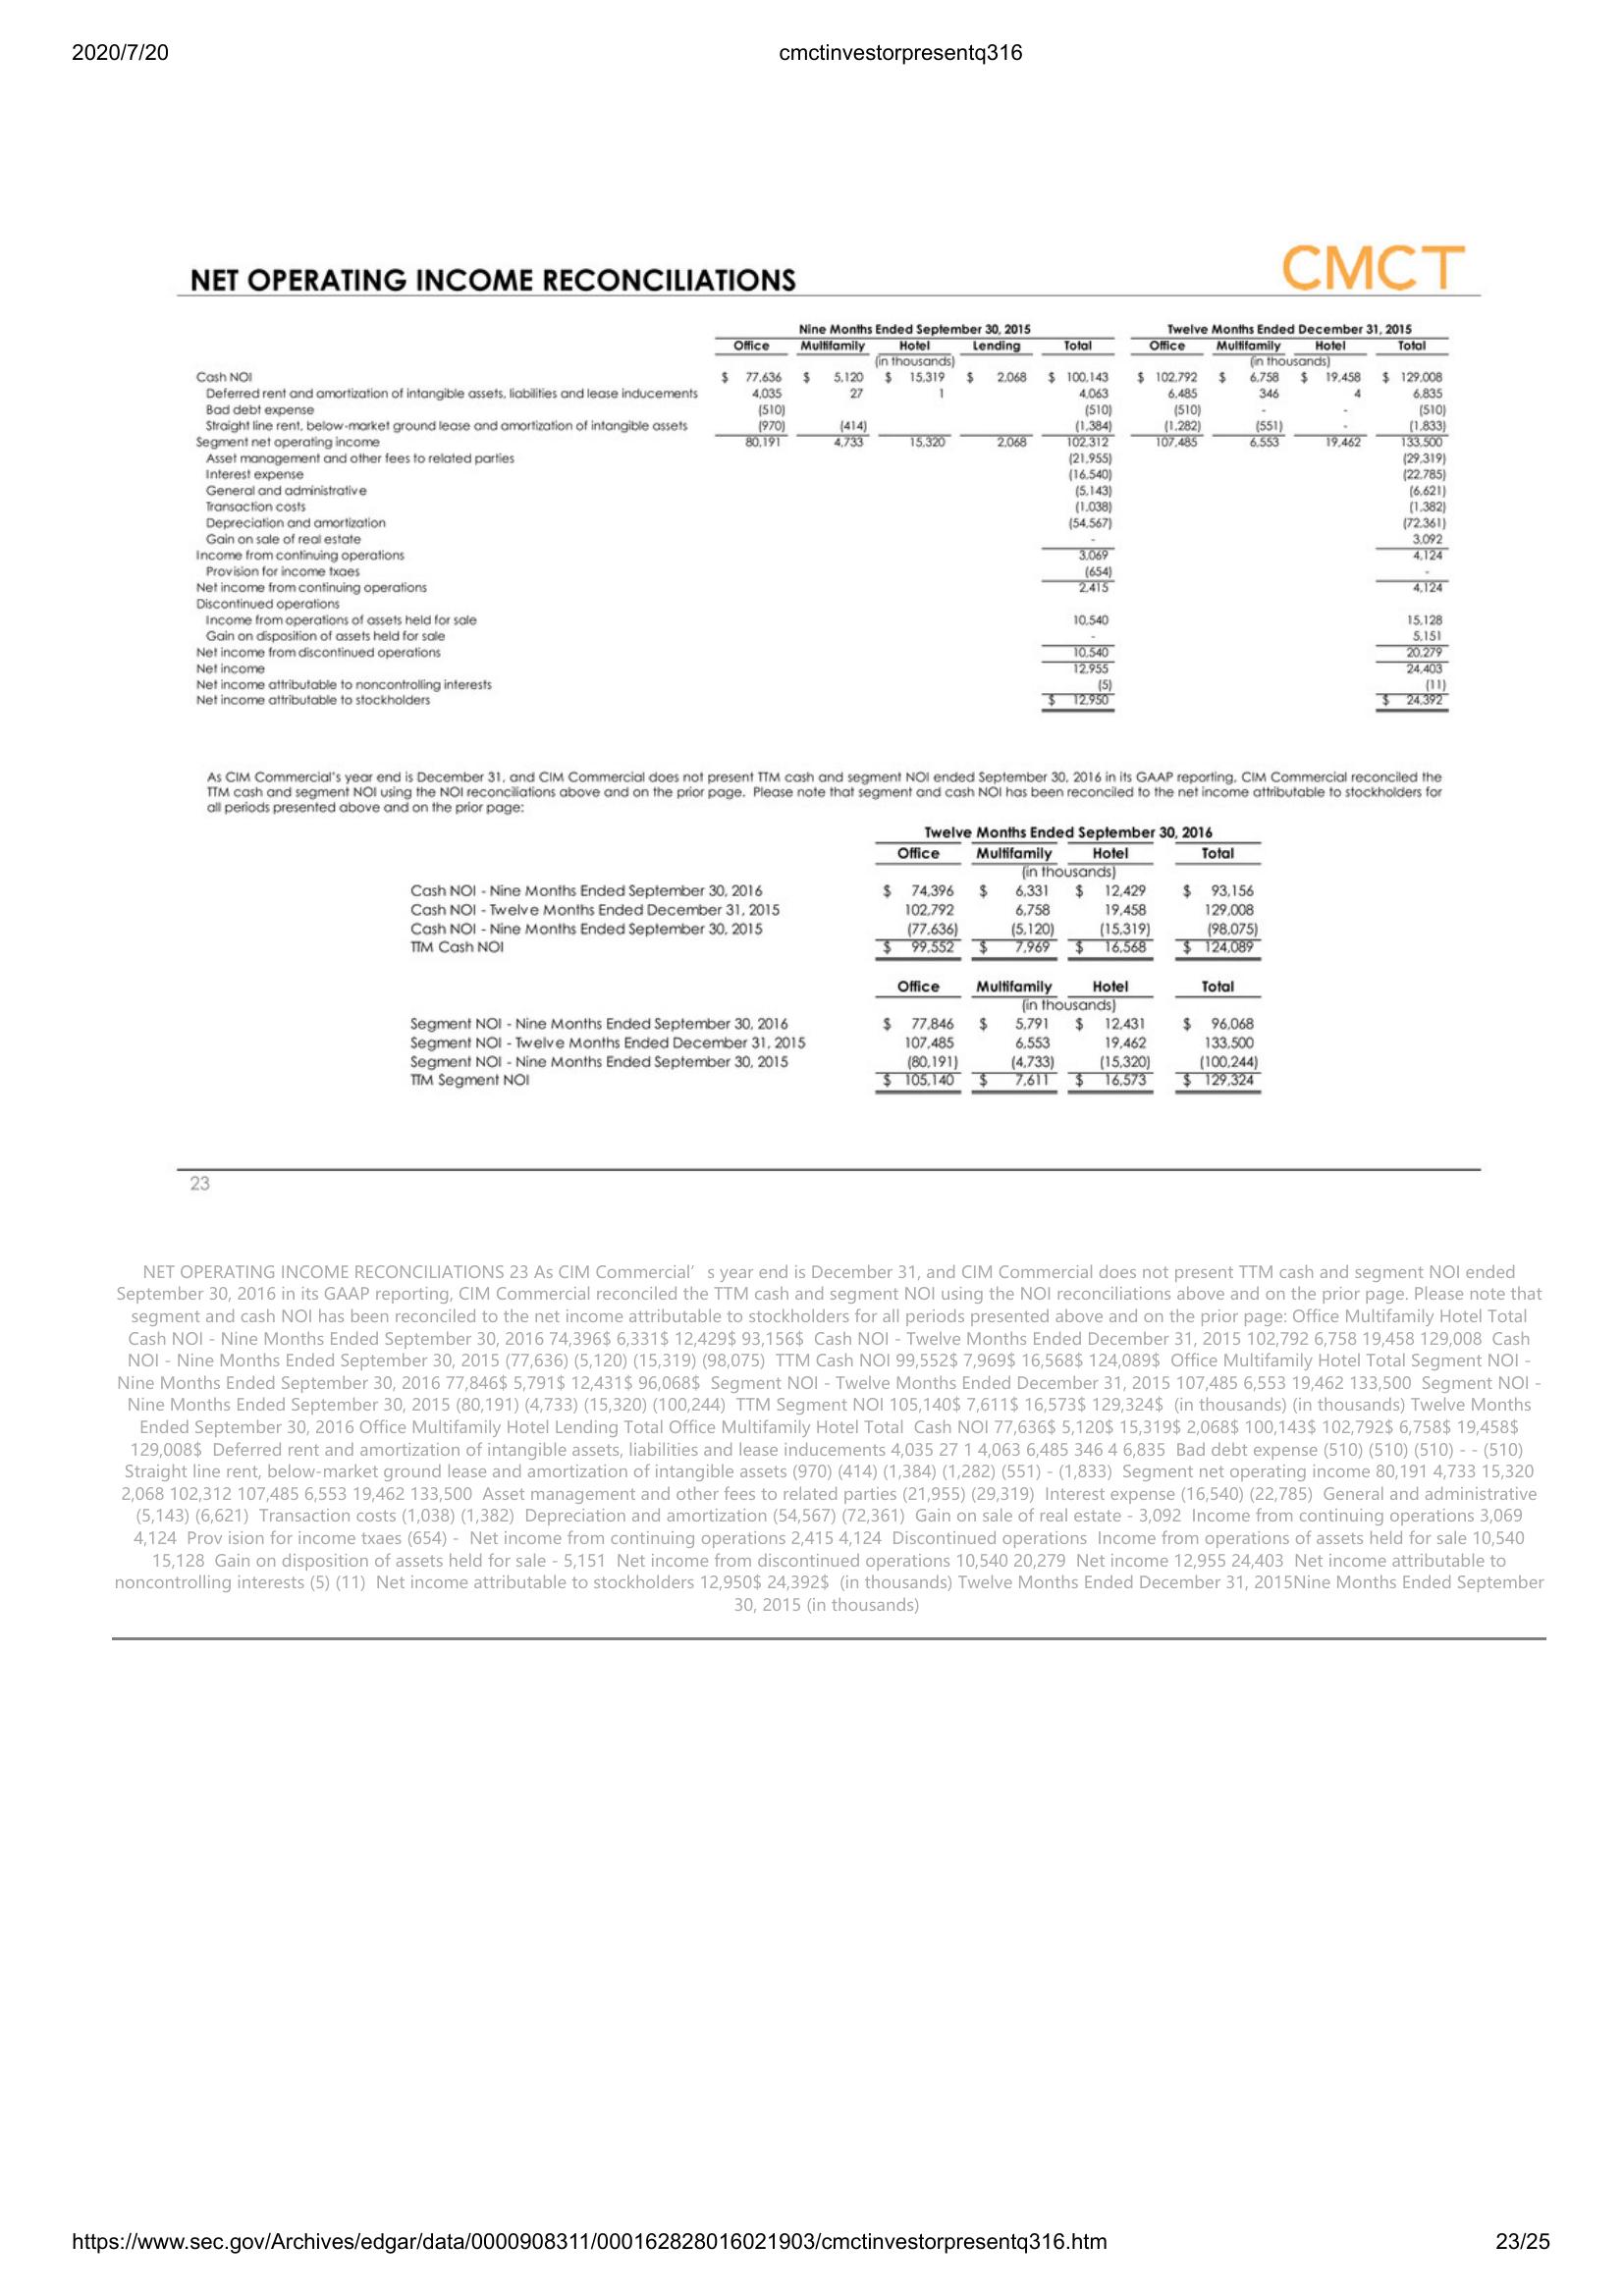 2020/7/20 cmctinvestorpresentq316
NET OPERATING INCOME RECONCILIATIONS CMCT
Nine Months Ended September 30, 2015 Twelve Months Ended December 31, 2015
Office Multifamily Hotel Lending Total Office Multifamily Hotel Total
(in thousands) (in thousands)
Cash NOI $ 77,636 $ 5,120 $ 15,319 $ 2,068 $ 100,143 $ 102,792 $ 6,758 $ 19,458 $ 129,008
Deferred rent and amortization of intangible assets, liabilities and lease inducements 4,035 27 1 4,063 6,485 346 4 6,835
Bad debt expense (510) (510) (510) - - (510)
Straight line rent, below-market ground lease and amortization of intangible assets (970) (414) (1,384) (1,282) (551) - (1,833)
Segment net operating income 80,191 4,733 15,320 2,068 102,312 107,485 6,553 19,462 133,500
Asset management and other fees to related parties (21,955) (29,319)
Interest expense (16,540) (22,785)
General and administrative (5,143) (6,621)
Transaction costs (1,038) (1,382)
Depreciation and amortization (54,567) (72,361)
Gain on sale of real estate - 3,092
Income from continuing operations 3,069 4,124
Provision for income txaes (654) -
Net income from continuing operations 2,415 4,124
Discontinued operations
Income from operations of assets held for sale 10,540 15,128
Gain on disposition of assets held for sale - 5,151
Net income from discontinued operations 10,540 20,279
Net income 12,955 24,403
Net income attributable to noncontrolling interests (5) (11)
Net income attributable to stockholders $ 12,950 $ 24,392
As CIM Commercial's year end is December 31, and CIM Commercial does not present TTM cash and segment NOI ended September 30, 2016 in its GAAP reporting, CIM Commercial reconciled the
TTM cash and segment NOI using the NOI reconciliations above and on the prior page. Please note that segment and cash NOI has been reconciled to the net income attributable to stockholders for
all periods presented above and on the prior page:
Twelve Months Ended September 30, 2016
Office Multifamily Hotel Total
(in thousands)
Cash NOI - Nine Months Ended September 30, 2016 $ 74,396 $ 6,331 $ 12,429 $ 93,156
Cash NOI - Twelve Months Ended December 31, 2015 102,792 6,758 19,458 129,008
Cash NOI - Nine Months Ended September 30, 2015 (77,636) (5,120) (15,319) (98,075)
TTM Cash NOI $ 99,552 $ 7,969 $ 16,568 $ 124,089
Office Multifamily Hotel Total
(in thousands)
Segment NOI - Nine Months Ended September 30, 2016 $ 77,846 $ 5,791 $ 12,431 $ 96,068
Segment NOI - Twelve Months Ended December 31, 2015 107,485 6,553 19,462 133,500
Segment NOI - Nine Months Ended September 30, 2015 (80,191) (4,733) (15,320) (100,244)
TTM Segment NOI $ 105,140 $ 7,611 $ 16,573 $ 129,324
23
NET OPERATING INCOME RECONCILIATIONS 23 As CIM Commercial’s year end is December 31, and CIM Commercial does not present TTM cash and segment NOI ended
September 30, 2016 in its GAAP reporting, CIM Commercial reconciled the TTM cash and segment NOI using the NOI reconciliations above and on the prior page. Please note that
segment and cash NOI has been reconciled to the net income attributable to stockholders for all periods presented above and on the prior page: Office Multifamily Hotel Total
Cash NOI - Nine Months Ended September 30, 2016 74,396$ 6,331$ 12,429$ 93,156$ Cash NOI - Twelve Months Ended December 31, 2015 102,792 6,758 19,458 129,008 Cash
NOI - Nine Months Ended September 30, 2015 (77,636) (5,120) (15,319) (98,075) TTM Cash NOI 99,552$ 7,969$ 16,568$ 124,089$ Office Multifamily Hotel Total Segment NOI -
Nine Months Ended September 30, 2016 77,846$ 5,791$ 12,431$ 96,068$ Segment NOI - Twelve Months Ended December 31, 2015 107,485 6,553 19,462 133,500 Segment NOI -
Nine Months Ended September 30, 2015 (80,191) (4,733) (15,320) (100,244) TTM Segment NOI 105,140$ 7,611$ 16,573$ 129,324$ (in thousands) (in thousands) Twelve Months
Ended September 30, 2016 Office Multifamily Hotel Lending Total Office Multifamily Hotel Total Cash NOI 77,636$ 5,120$ 15,319$ 2,068$ 100,143$ 102,792$ 6,758$ 19,458$
129,008$ Deferred rent and amortization of intangible assets, liabilities and lease inducements 4,035 27 1 4,063 6,485 346 4 6,835 Bad debt expense (510) (510) (510) - - (510)
Straight line rent, below-market ground lease and amortization of intangible assets (970) (414) (1,384) (1,282) (551) - (1,833) Segment net operating income 80,191 4,733 15,320
2,068 102,312 107,485 6,553 19,462 133,500 Asset management and other fees to related parties (21,955) (29,319) Interest expense (16,540) (22,785) General and administrative
(5,143) (6,621) Transaction costs (1,038) (1,382) Depreciation and amortization (54,567) (72,361) Gain on sale of real estate - 3,092 Income from continuing operations 3,069
4,124 Prov ision for income txaes (654) - Net income from continuing operations 2,415 4,124 Discontinued operations Income from operations of assets held for sale 10,540
15,128 Gain on disposition of assets held for sale - 5,151 Net income from discontinued operations 10,540 20,279 Net income 12,955 24,403 Net income attributable to
noncontrolling interests (5) (11) Net income attributable to stockholders 12,950$ 24,392$ (in thousands) Twelve Months Ended December 31, 2015Nine Months Ended September
30, 2015 (in thousands)
https://www.sec.gov/Archives/edgar/data/0000908311/000162828016021903/cmctinvestorpresentq316.htm 23/25